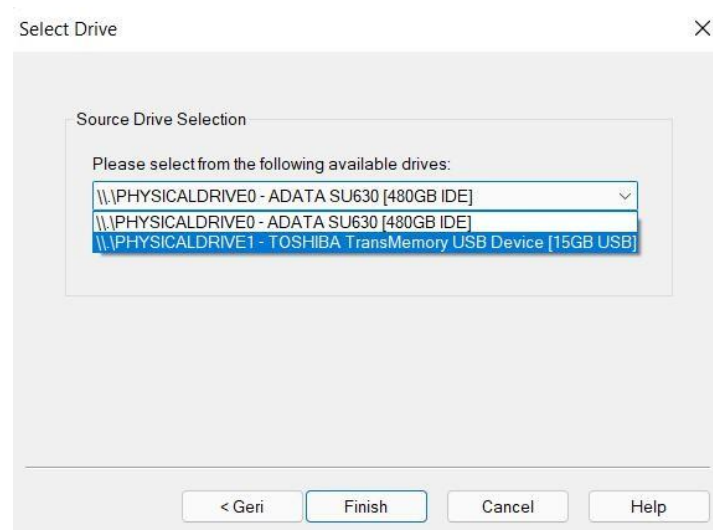 Select Drive
Source Drive Selection
Please select from the following available drives:
\\.\PHYSICALDRIVE0 - ADATA SU630 [480GB IDE]
\\.\PHYSICALDRIVE0 - ADATA SU630 [480GB IDE]
\\.\PHYSICALDRIVE1 - TOSHIBA TransMemory USB Device [15GB USB]
< Geri Finish Cancel Help